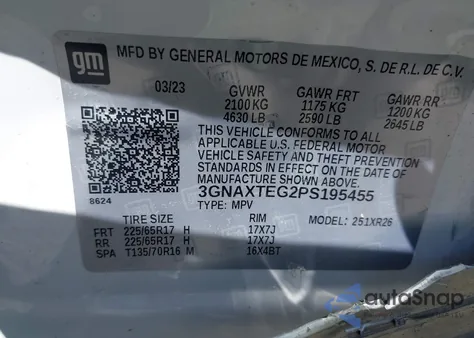 gm
MFD BY GENERAL MOTORS DE MEXICO, S. DE R.L. DE C.V.
03/23 GVWR GAWR FRT GAWR RR
2100 KG 1175 KG 1200 KG
4630 LB 2590 LB 2645 LB
THIS VEHICLE CONFORMS TO ALL
APPLICABLE U.S. FEDERAL MOTOR
VEHICLE SAFETY AND THEFT PREVENTION
STANDARDS IN EFFECT ON THE DATE OF
MANUFACTURE SHOWN ABOVE.
3GNAXTEG2PS195455
8624 TYPE: MPV MODEL: 251XR26
TIRE SIZE RIM
FRT 225/65R17 H 17X7J
RR 225/65R17 H 17X7J
SPA T135/70R16 M 16X4BT
avtoSnap